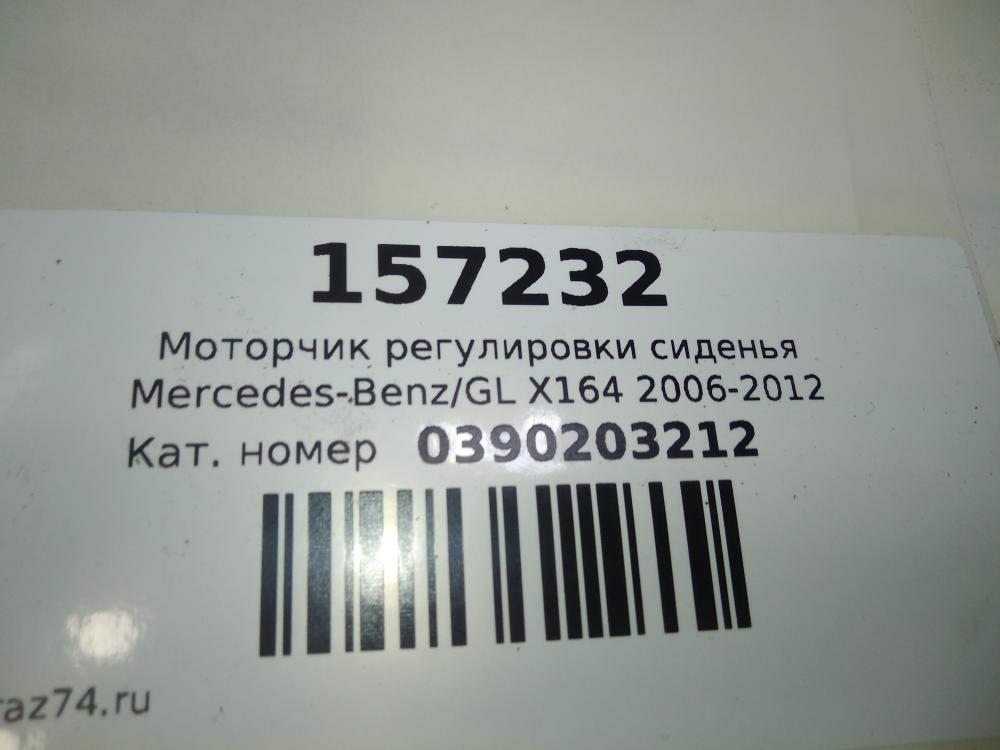 157232
Моторчик регулировки сиденья
Mercedes-Benz/GL X164 2006-2012
Кат. номер 0390203212
raz74.ru